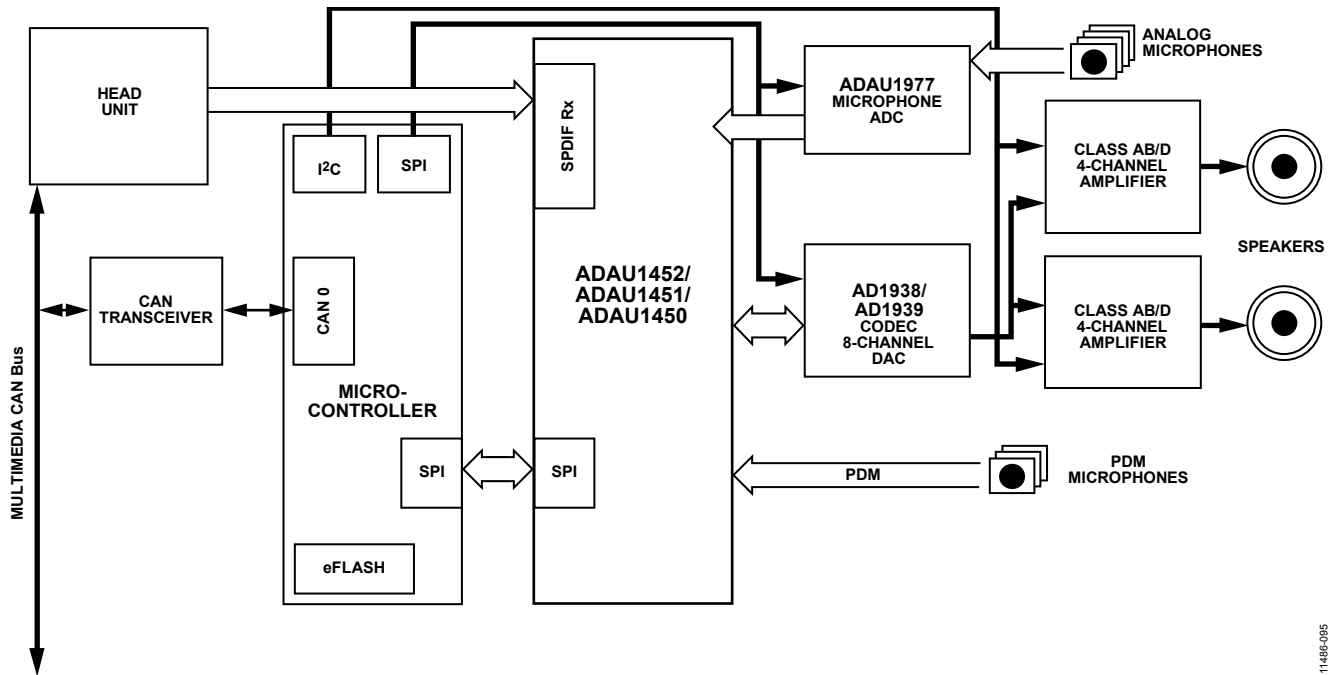 HEAD
UNIT
I²C
SPI
SPDIF Rx
ADAU1977
MICROPHONE
ADC
ANALOG
MICROPHONES
CLASS AB/D
4-CHANNEL
AMPLIFIER
SPEAKERS
CAN
TRANSCEIVER
CAN 0
MICRO-
CONTROLLER
ADAU1452/
ADAU1451/
ADAU1450
AD1938/
AD1939
CODEC
8-CHANNEL
DAC
CLASS AB/D
4-CHANNEL
AMPLIFIER
MULTIMEDIA CAN Bus
SPI
SPI
PDM
PDM
MICROPHONES
eFLASH
11486-095